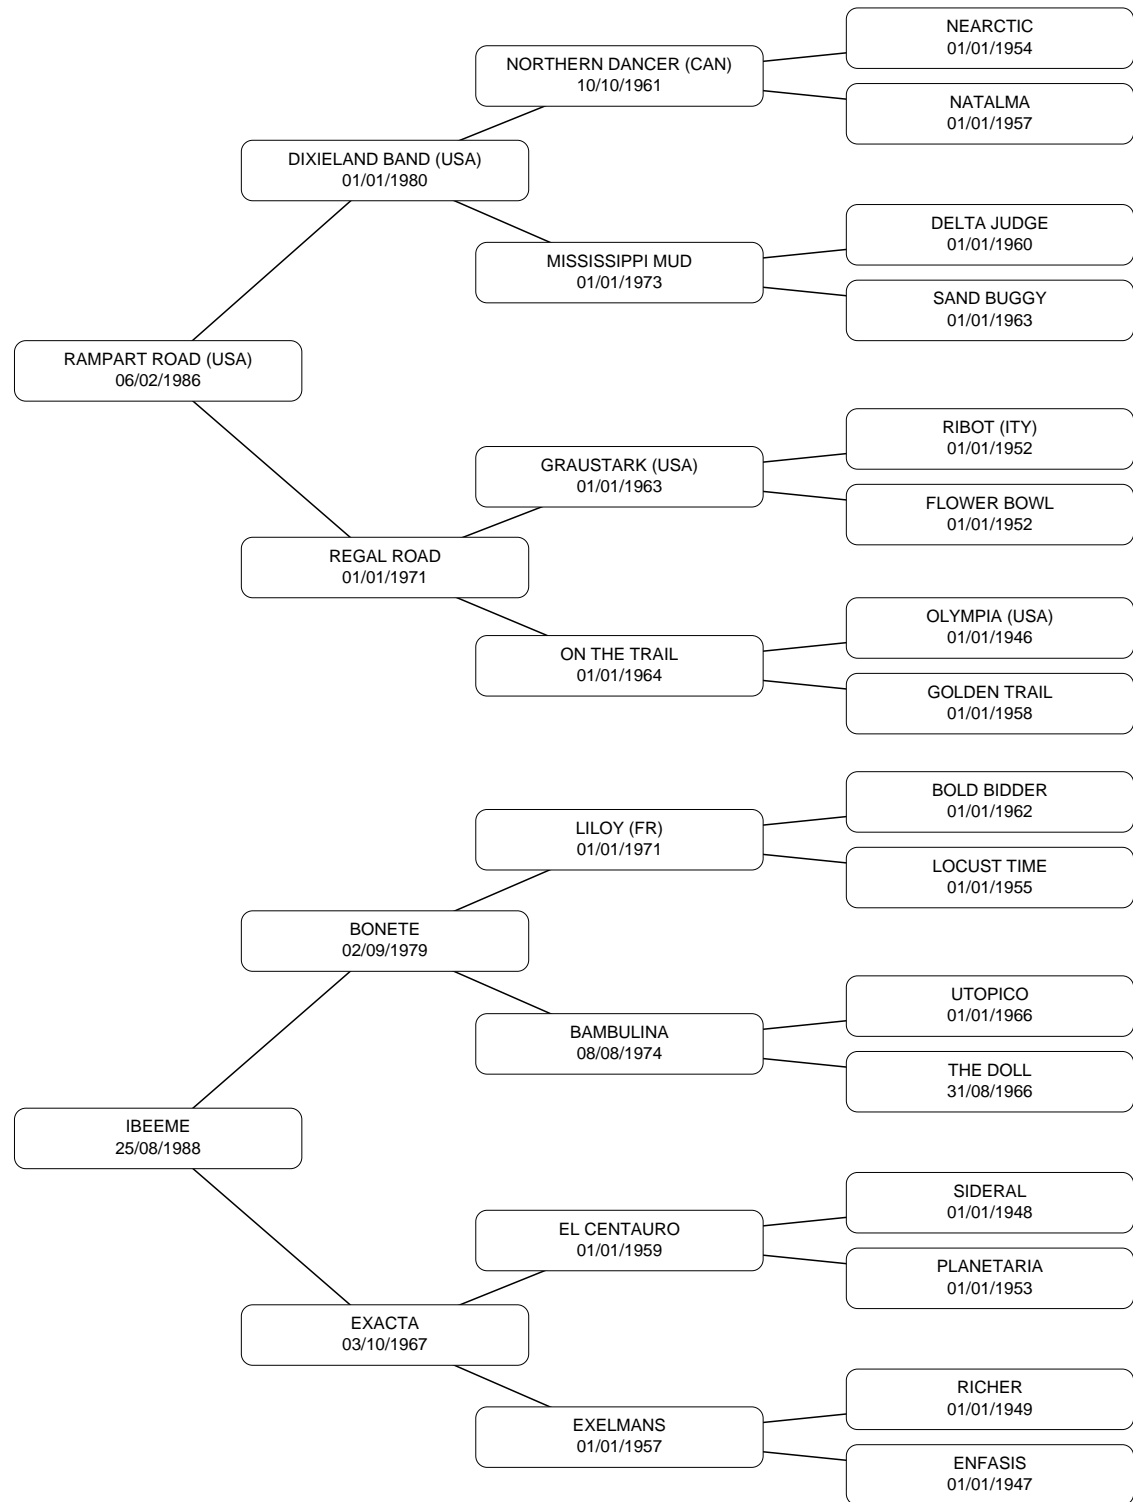 NEARCTIC
01/01/1954
NORTHERN DANCER (CAN)
10/10/1961
NATALMA
01/01/1957
DIXIELAND BAND (USA)
01/01/1980
DELTA JUDGE
01/01/1960
MISSISSIPPI MUD
01/01/1973
SAND BUGGY
01/01/1963
RAMPART ROAD (USA)
06/02/1986
RIBOT (ITY)
01/01/1952
GRAUSTARK (USA)
01/01/1963
FLOWER BOWL
01/01/1952
REGAL ROAD
01/01/1971
OLYMPIA (USA)
01/01/1946
ON THE TRAIL
01/01/1964
GOLDEN TRAIL
01/01/1958
BOLD BIDDER
01/01/1962
LILOY (FR)
01/01/1971
LOCUST TIME
01/01/1955
BONETE
02/09/1979
UTOPICO
01/01/1966
BAMBULINA
08/08/1974
THE DOLL
31/08/1966
IBEEME
25/08/1988
SIDERAL
01/01/1948
EL CENTAURO
01/01/1959
PLANETARIA
01/01/1953
EXACTA
03/10/1967
RICHER
01/01/1949
EXELMANS
01/01/1957
ENFASIS
01/01/1947